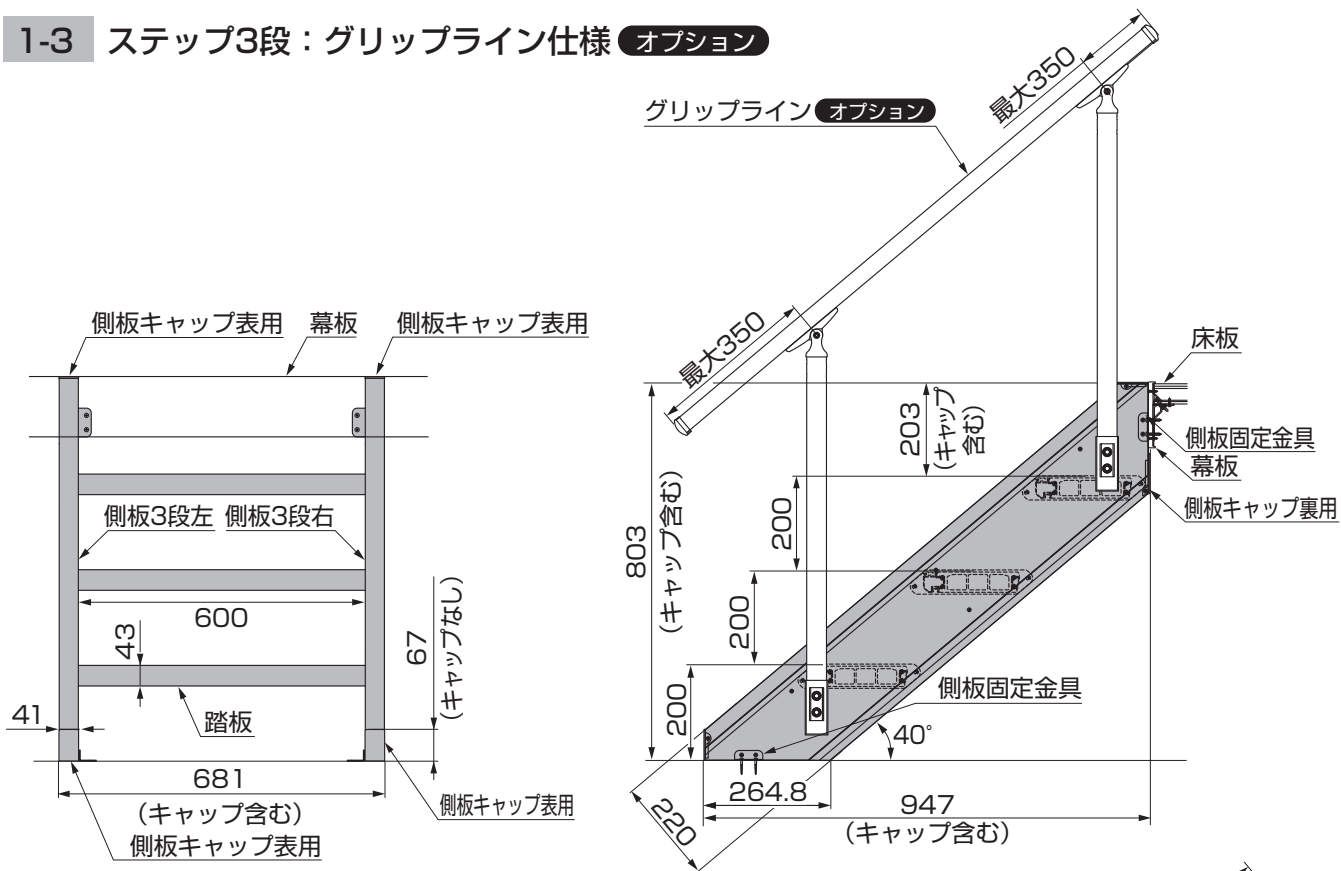 1-3 ステップ3段：グリップライン仕様 オプション
グリップライン オプション
最大350
最大350
側板キャップ表用
幕板
側板キャップ表用
側板3段左
側板3段右
600
43
67
（キャップなし）
41
踏板
681
（キャップ含む）
側板キャップ表用
側板キャップ表用
床板
203
（キャップ
含む）
側板固定金具
幕板
側板キャップ裏用
803
（キャップ含む）
200
200
200
側板固定金具
40°
264.8
220
947
（キャップ含む）